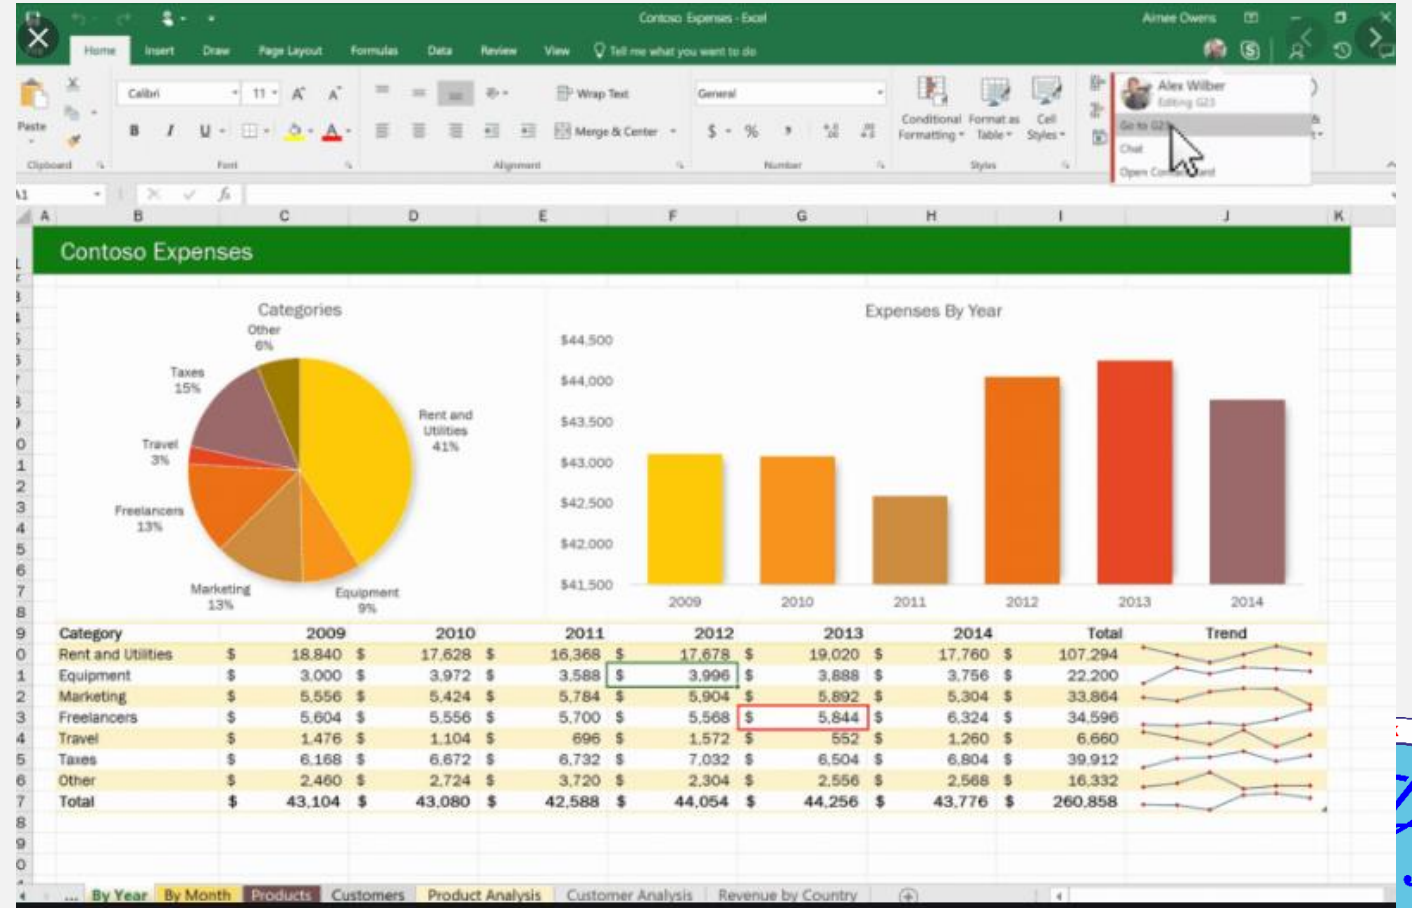 Contoso Expenses - Excel
Aimee Owens
Home Insert Draw Page Layout Formulas Data Review View Tell me what you want to do
Calibri 11
Wrap Text
General
Alex Wilber
Editing G23
Paste
B I U
Merge & Center
$ % ,
Conditional Formatting
Format as Table
Cell Styles
Go to G23
Chat
Open
Clipboard Font Alignment Number Styles
A1 fx
A B C D E F G H I J K
Contoso Expenses
Categories
Other
6%
Taxes
15%
Rent and
Utilities
41%
Travel
3%
Freelancers
13%
Marketing
13%
Equipment
9%
Expenses By Year
$44,500
$44,000
$43,500
$43,000
$42,500
$42,000
$41,500
2009 2010 2011 2012 2013 2014
Category 2009 2010 2011 2012 2013 2014 Total Trend
Rent and Utilities $ 18,840 $ 17,628 $ 16,368 $ 17,678 $ 19,020 $ 17,760 $ 107,294
Equipment $ 3,000 $ 3,972 $ 3,588 $ 3,996 $ 3,888 $ 3,756 $ 22,200
Marketing $ 5,556 $ 5,424 $ 5,784 $ 5,904 $ 5,892 $ 5,304 $ 33,864
Freelancers $ 5,604 $ 5,556 $ 5,700 $ 5,568 $ 5,844 $ 6,324 $ 34,596
Travel $ 1,476 $ 1,104 $ 696 $ 1,572 $ 552 $ 1,260 $ 6,660
Taxes $ 6,168 $ 6,672 $ 6,732 $ 7,032 $ 6,504 $ 6,804 $ 39,912
Other $ 2,460 $ 2,724 $ 3,720 $ 2,304 $ 2,556 $ 2,568 $ 16,332
Total $ 43,104 $ 43,080 $ 42,588 $ 44,054 $ 44,256 $ 43,776 $ 260,858
... By Year By Month Products Customers Product Analysis Customer Analysis Revenue by Country